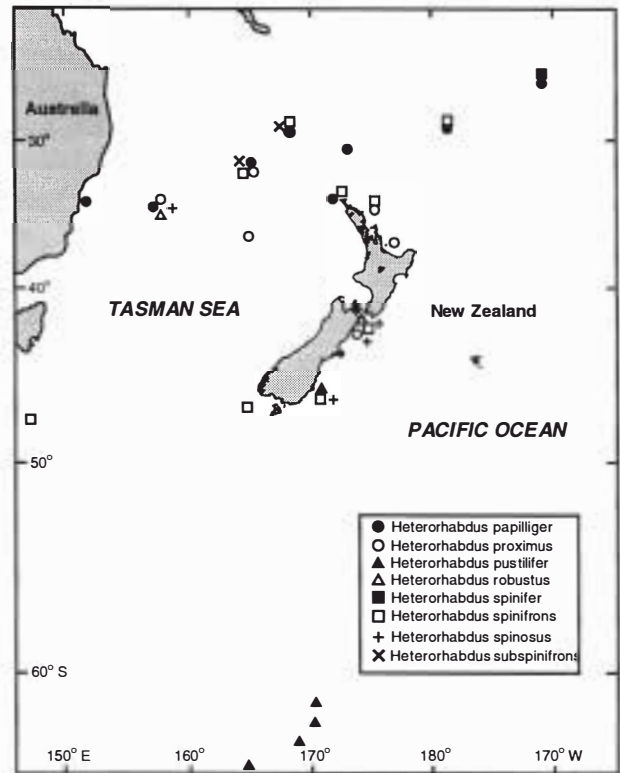 Australia
30°
40°
TASMAN SEA
New Zealand
PACIFIC OCEAN
50°
Heterorhabdus papilliger
Heterorhabdus proximus
Heterorhabdus pustilifer
Heterorhabdus robustus
Heterorhabdus spinifer
Heterorhabdus spinifrons
Heterorhabdus spinosus
Heterorhabdus subspinifrons
60° S
150° E
160°
170°
180°
170° W